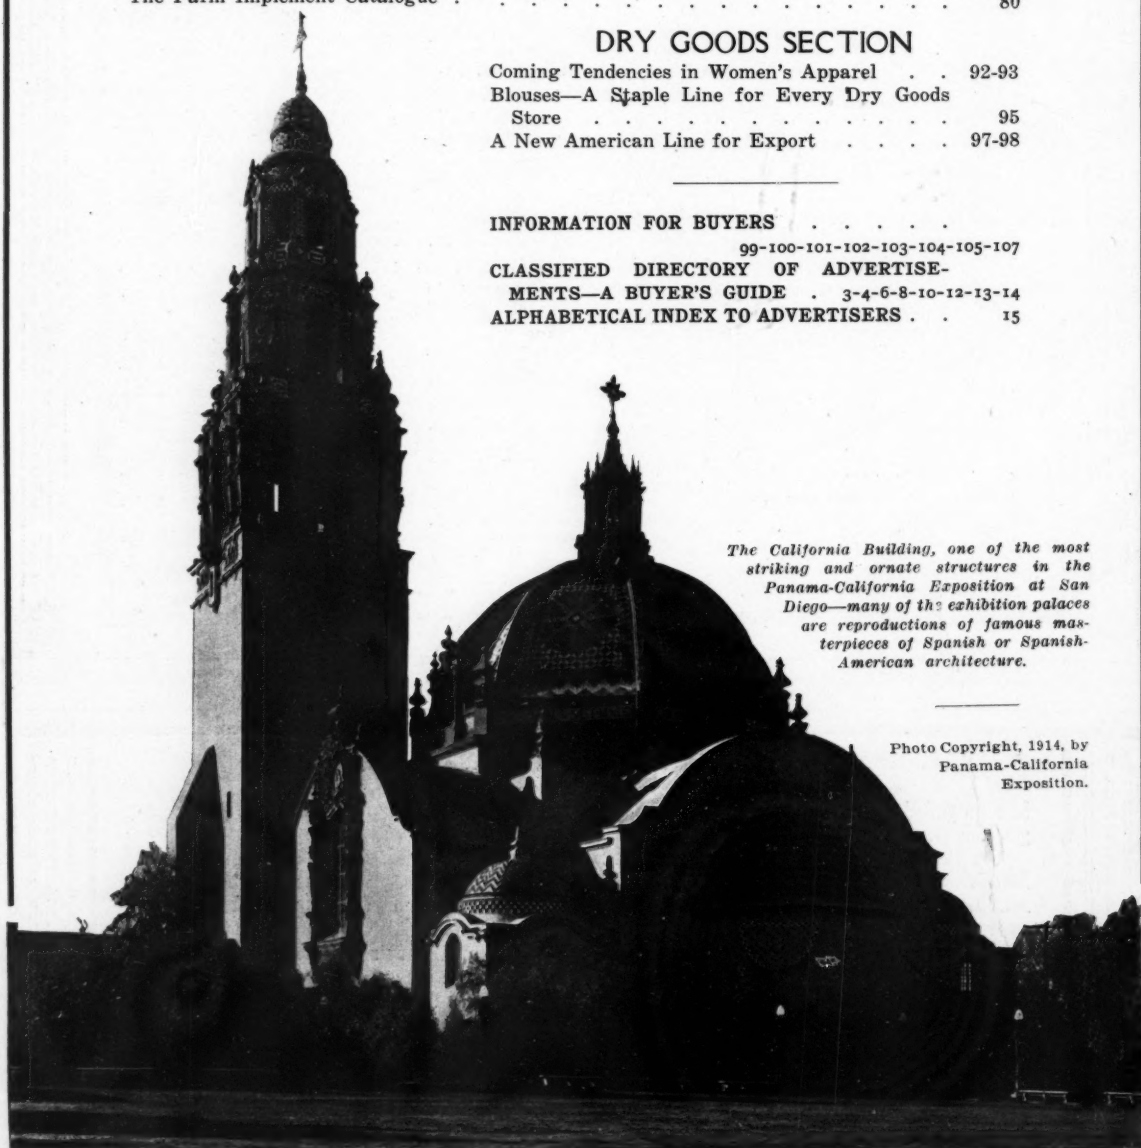 The Farm Implement Catalogue . . . . . . . . . . . . . . . 80
DRY GOODS SECTION
Coming Tendencies in Women's Apparel . . 92-93
Blouses—A Staple Line for Every Dry Goods
Store . . . . . . . . . . . . . 95
A New American Line for Export . . . . 97-98
INFORMATION FOR BUYERS . . . . .
99-100-101-102-103-104-105-107
CLASSIFIED DIRECTORY OF ADVERTISE-
MENTS—A BUYER'S GUIDE . 3-4-6-8-10-12-13-14
ALPHABETICAL INDEX TO ADVERTISERS . . 15
The California Building, one of the most
striking and ornate structures in the
Panama-California Exposition at San
Diego—many of the exhibition palaces
are reproductions of famous mas-
terpieces of Spanish or Spanish-
American architecture.
Photo Copyright, 1914, by
Panama-California
Exposition.